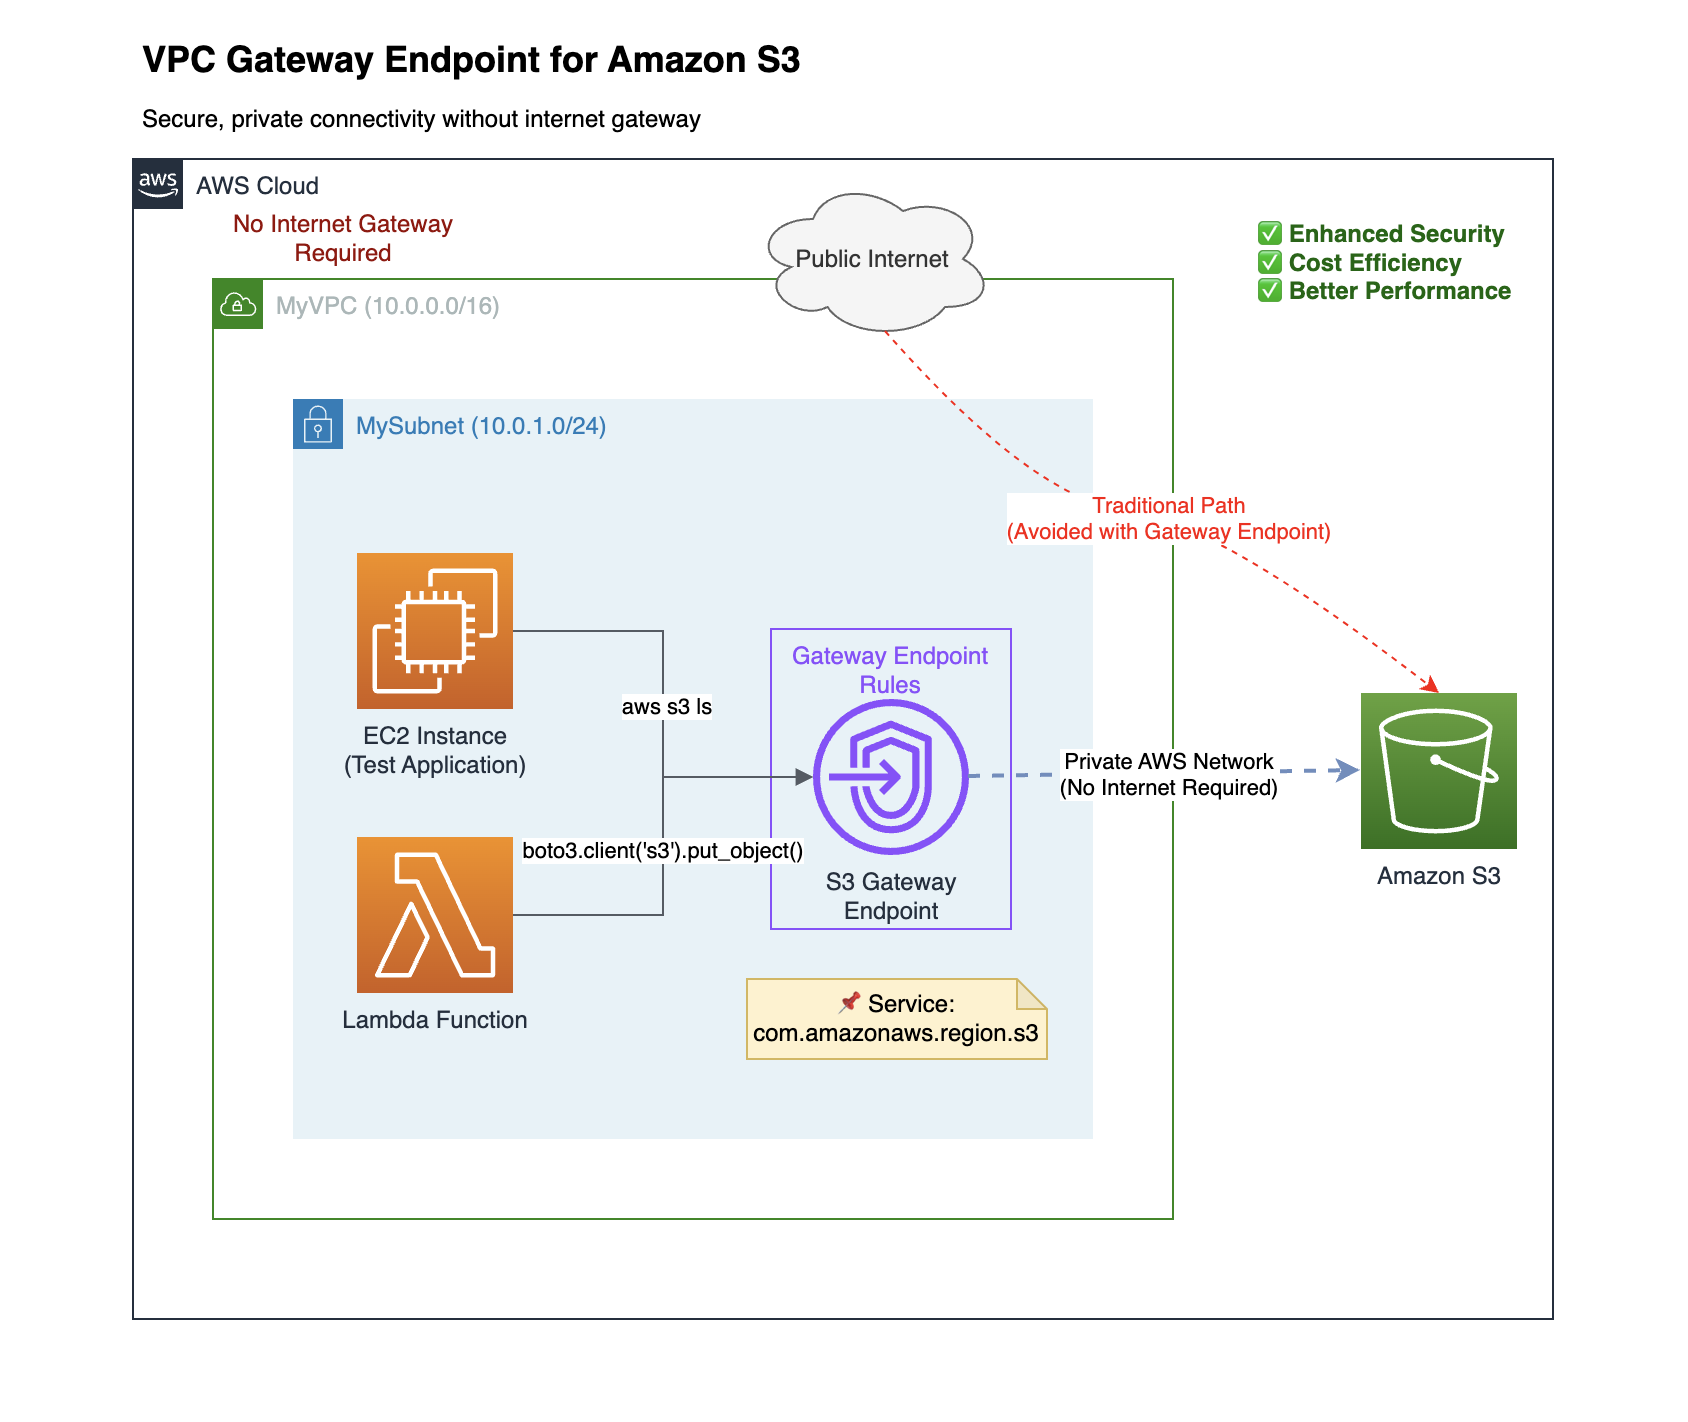 VPC Gateway Endpoint for Amazon S3
Secure, private connectivity without internet gateway
aws
AWS Cloud
No Internet Gateway
Required
Public Internet
✅ Enhanced Security
✅ Cost Efficiency
✅ Better Performance
MyVPC (10.0.0.0/16)
MySubnet (10.0.1.0/24)
Traditional Path
(Avoided with Gateway Endpoint)
Gateway Endpoint
Rules
aws s3 ls
EC2 Instance
(Test Application)
Private AWS Network
(No Internet Required)
boto3.client('s3').put_object()
S3 Gateway
Endpoint
Amazon S3
📌 Service:
com.amazonaws.region.s3
Lambda Function